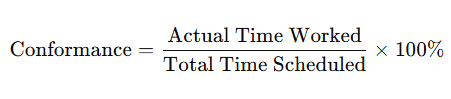 Conformance = Actual Time Worked / Total Time Scheduled × 100%